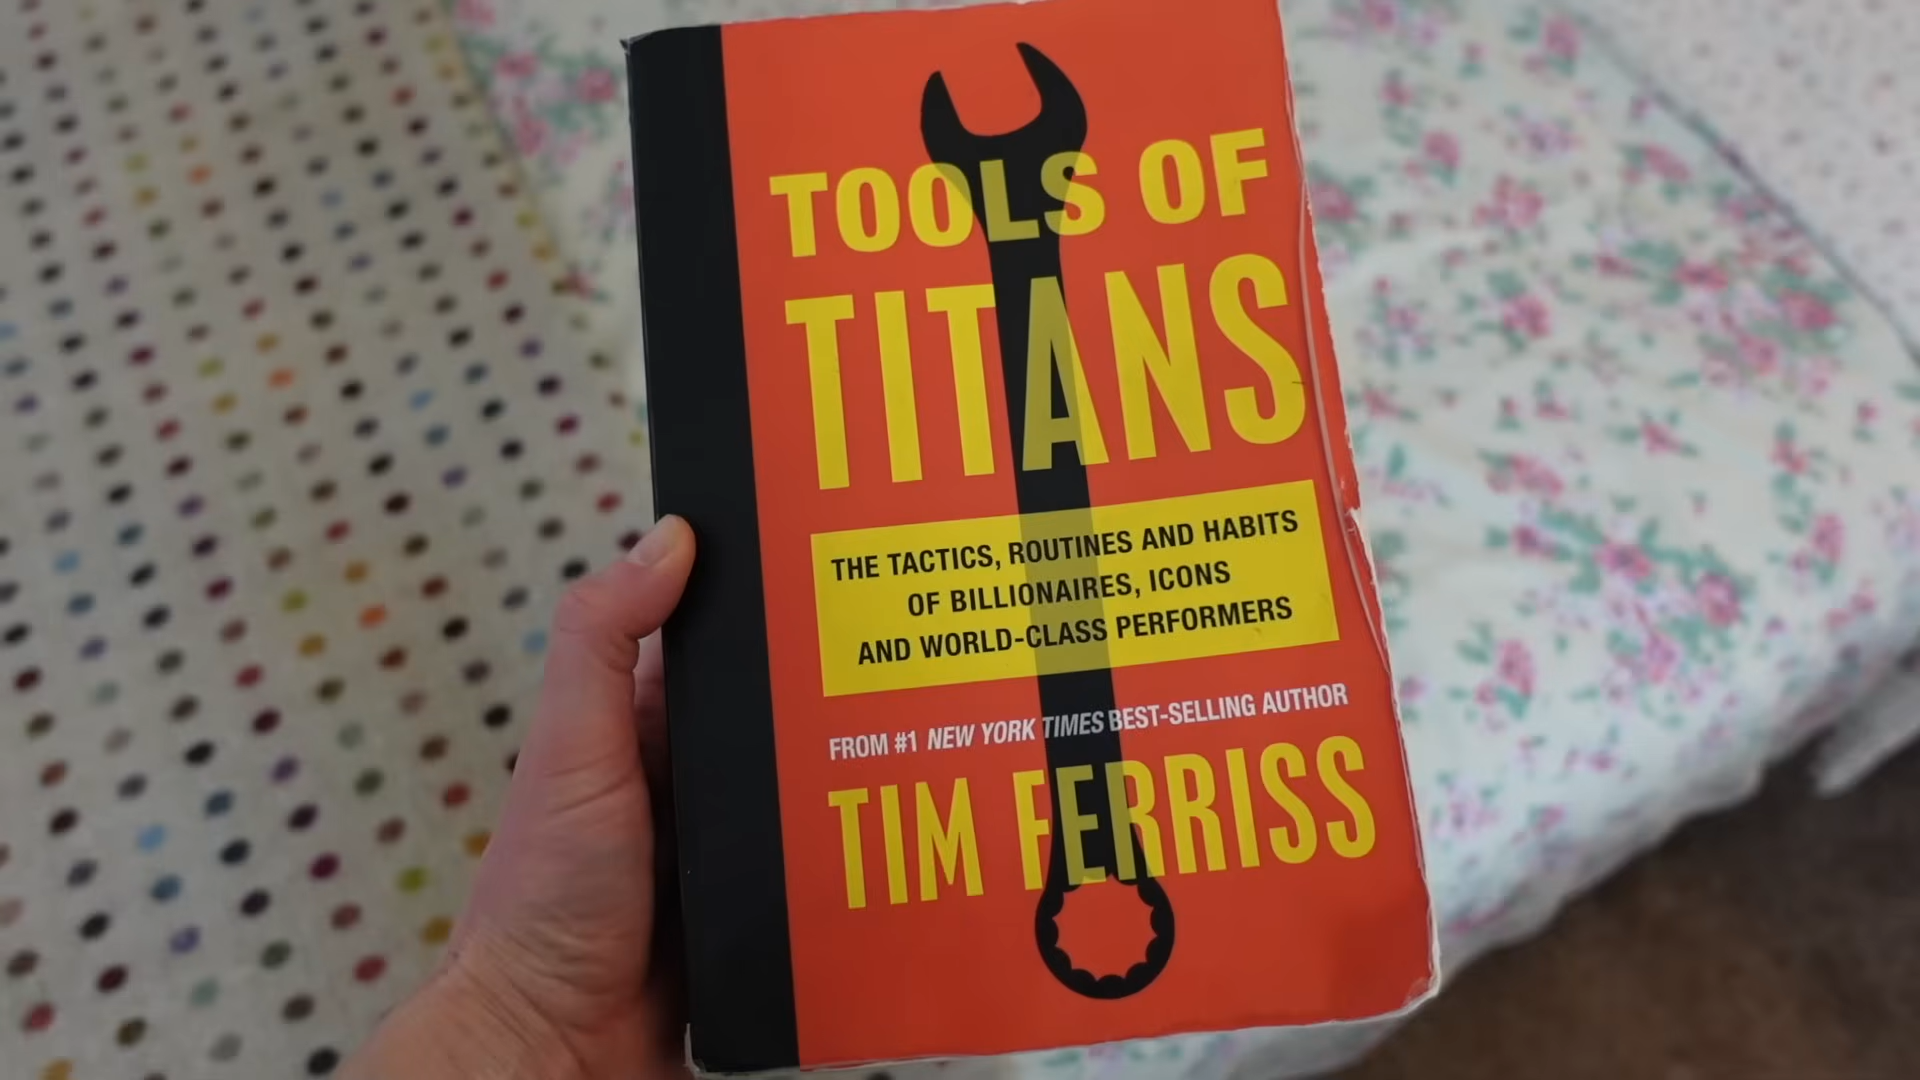 TOOLS OF
TITANS
THE TACTICS, ROUTINES AND HABITS
OF BILLIONAIRES, ICONS
AND WORLD-CLASS PERFORMERS
FROM #1 NEW YORK TIMES BEST-SELLING AUTHOR
TIM FERRISS